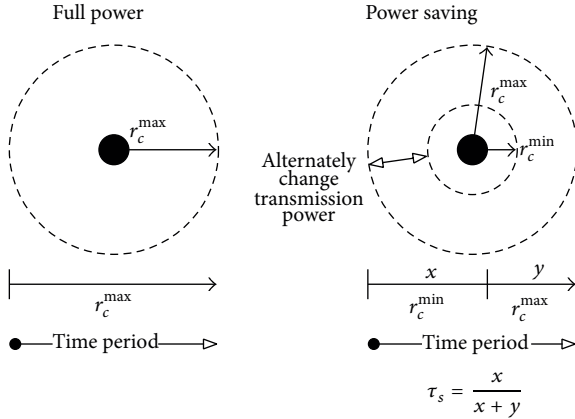 Full power
Power saving
r_c^max
r_c^max
r_c^min
Alternately
change
transmission
power
x
y
r_c^max
r_c^min
r_c^max
Time period
Time period
τ_s = x / (x + y)